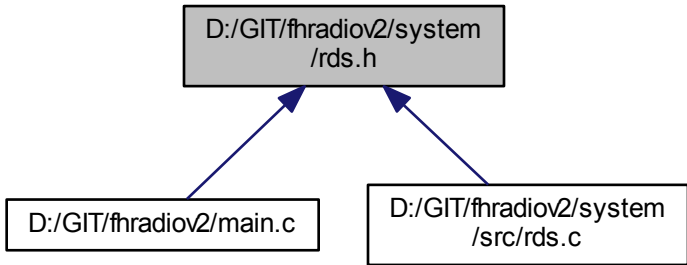 D:/GIT/fhradiov2/system
/rds.h
D:/GIT/fhradiov2/main.c
D:/GIT/fhradiov2/system
/src/rds.c